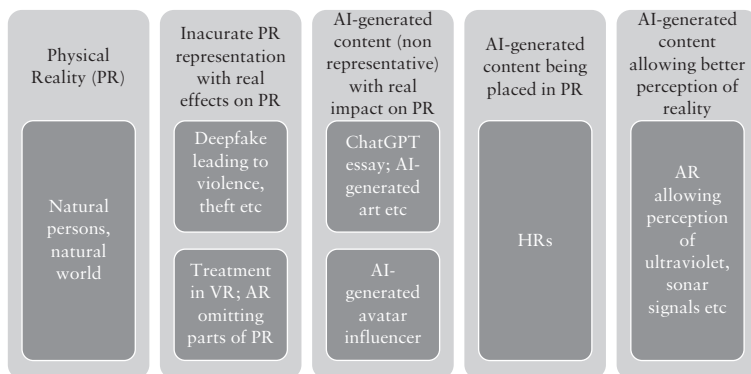 Physical
Reality (PR)
Natural
persons,
natural
world
Inacurate PR
representation
with real
effects on PR
Deepfake
leading to
violence,
theft etc
Treatment
in VR; AR
omitting
parts of PR
AI-generated
content (non
representative)
with real
impact on PR
ChatGPT
essay; AI-
generated
art etc
AI-
generated
avatar
influencer
AI-generated
content being
placed in PR
HRs
AI-generated
content
allowing better
perception of
reality
AR
allowing
perception
of
ultraviolet,
sonar
signals etc